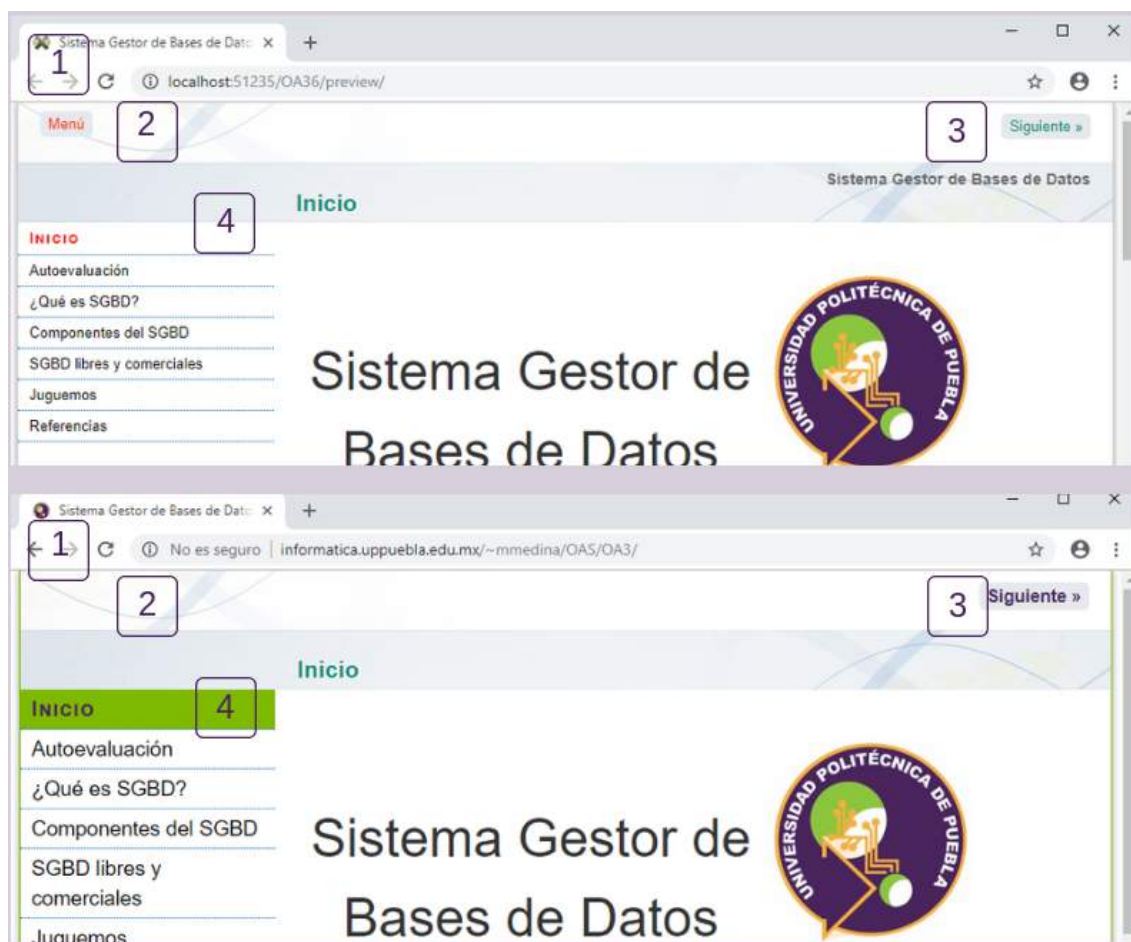 Sistema Gestor de Bases de Dato
1
localhost:51235/OA36/preview/
Menú
2
3
Siguiente »
Sistema Gestor de Bases de Datos
4
Inicio
INICIO
Autoevaluación
¿Qué es SGBD?
Componentes del SGBD
SGBD libres y comerciales
Juguemos
Referencias
Sistema Gestor de
Bases de Datos
UNIVERSIDAD POLITÉCNICA DE PUEBLA
Sistema Gestor de Bases de Dato
1
No es seguro | informatica.uppuebla.edu.mx/~mmedina/OAS/OA3/
2
3
Siguiente »
Inicio
INICIO
4
Autoevaluación
¿Qué es SGBD?
Componentes del SGBD
SGBD libres y
comerciales
Juguemos
Sistema Gestor de
Bases de Datos
UNIVERSIDAD POLITÉCNICA DE PUEBLA